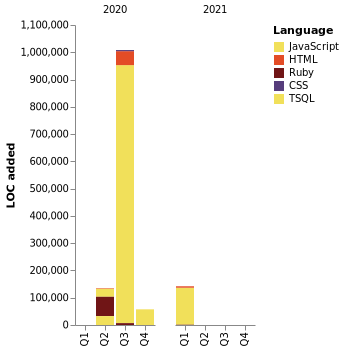 2020
2021
1,100,000
1,000,000
900,000
800,000
700,000
600,000
500,000
400,000
300,000
200,000
100,000
0
LOC added
Q1
Q2
Q3
Q4
Q1
Q2
Q3
Q4
Language
JavaScript
HTML
Ruby
CSS
TSQL